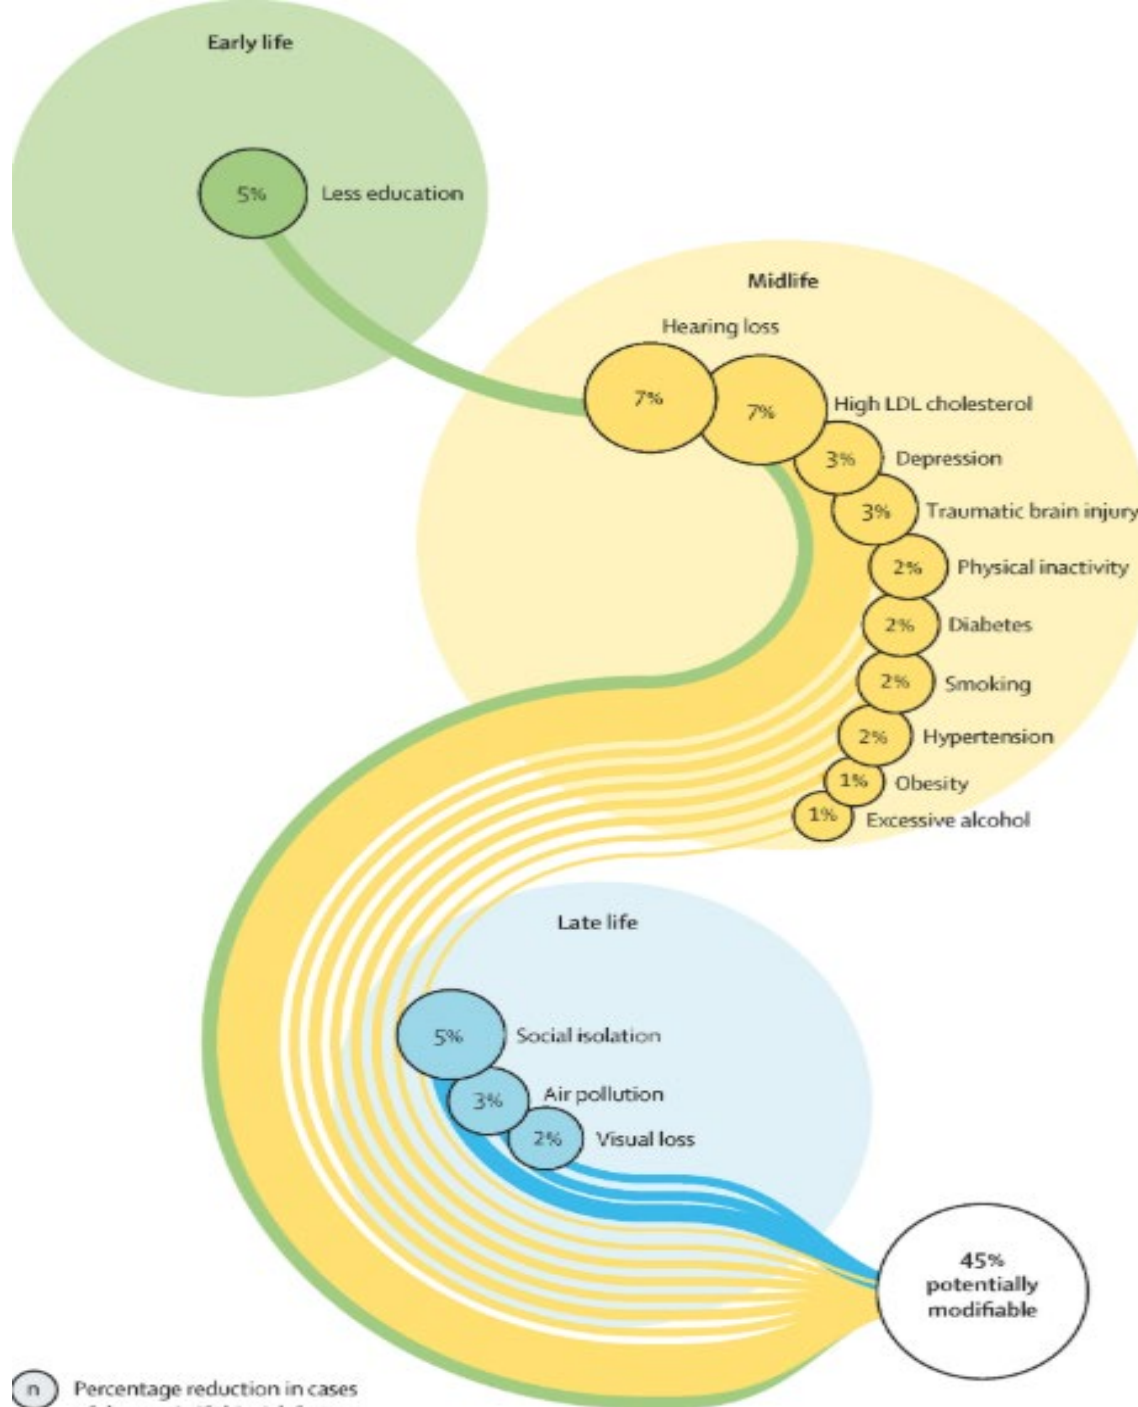 Early life
5%
Less education
Midlife
Hearing loss
7%
7%
High LDL cholesterol
3%
Depression
3%
Traumatic brain injury
2%
Physical inactivity
2%
Diabetes
2%
Smoking
2%
Hypertension
1%
Obesity
1%
Excessive alcohol
Late life
5%
Social isolation
3%
Air pollution
2%
Visual loss
45%
potentially
modifiable
n
Percentage reduction in cases